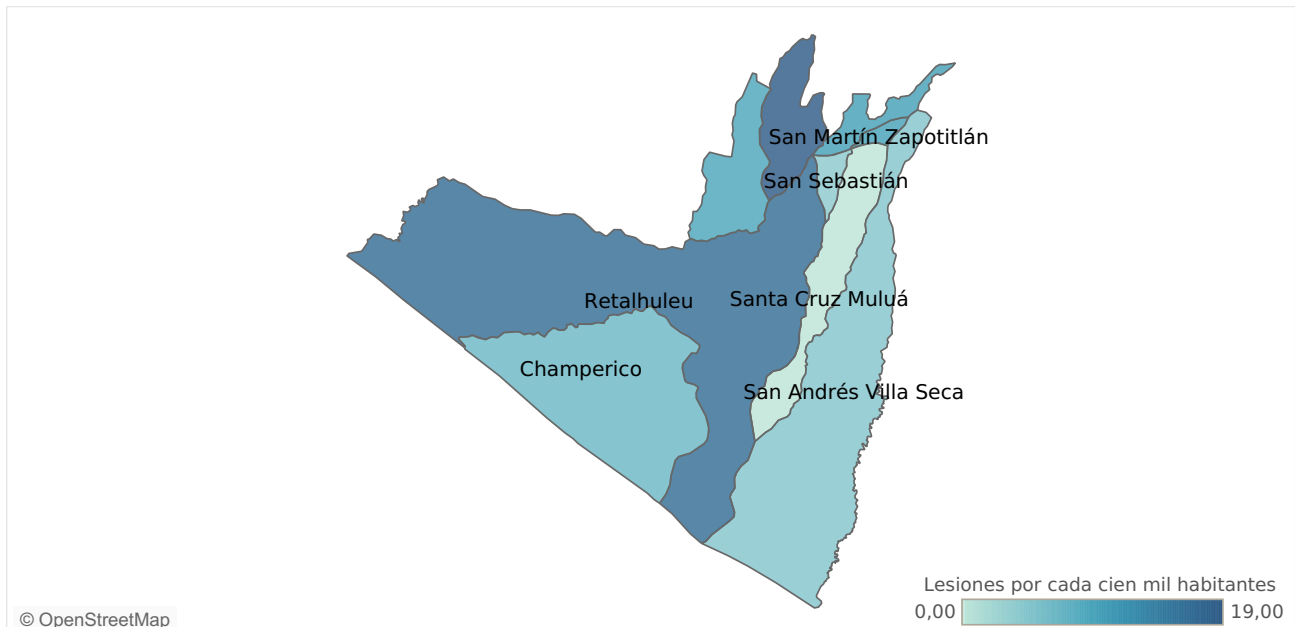 San Martín Zapotitlán
San Sebastián
Retalhuleu
Santa Cruz Muluá
Champerico
San Andrés Villa Seca
Lesiones por cada cien mil habitantes
0,00
19,00
© OpenStreetMap